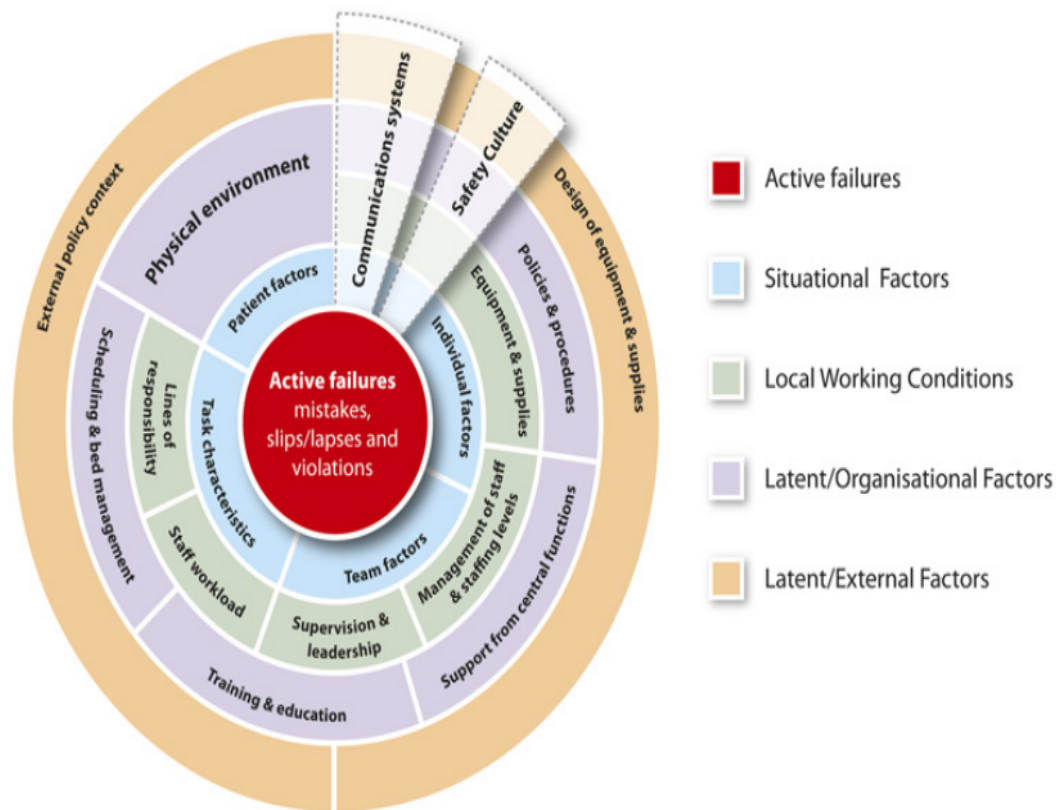 Communications systems
Safety Culture
External policy context
Design of equipment & supplies
Physical environment
Policies & procedures
Scheduling & bed management
Support from central functions
Training & education
Equipment & supplies
Lines of
responsibility
Staff workload
Supervision &
leadership
Management of staff
& staffing levels
Patient factors
Individual factors
Task characteristics
Team factors
Active failures
mistakes,
slips/lapses and
violations
Active failures
Situational Factors
Local Working Conditions
Latent/Organisational Factors
Latent/External Factors